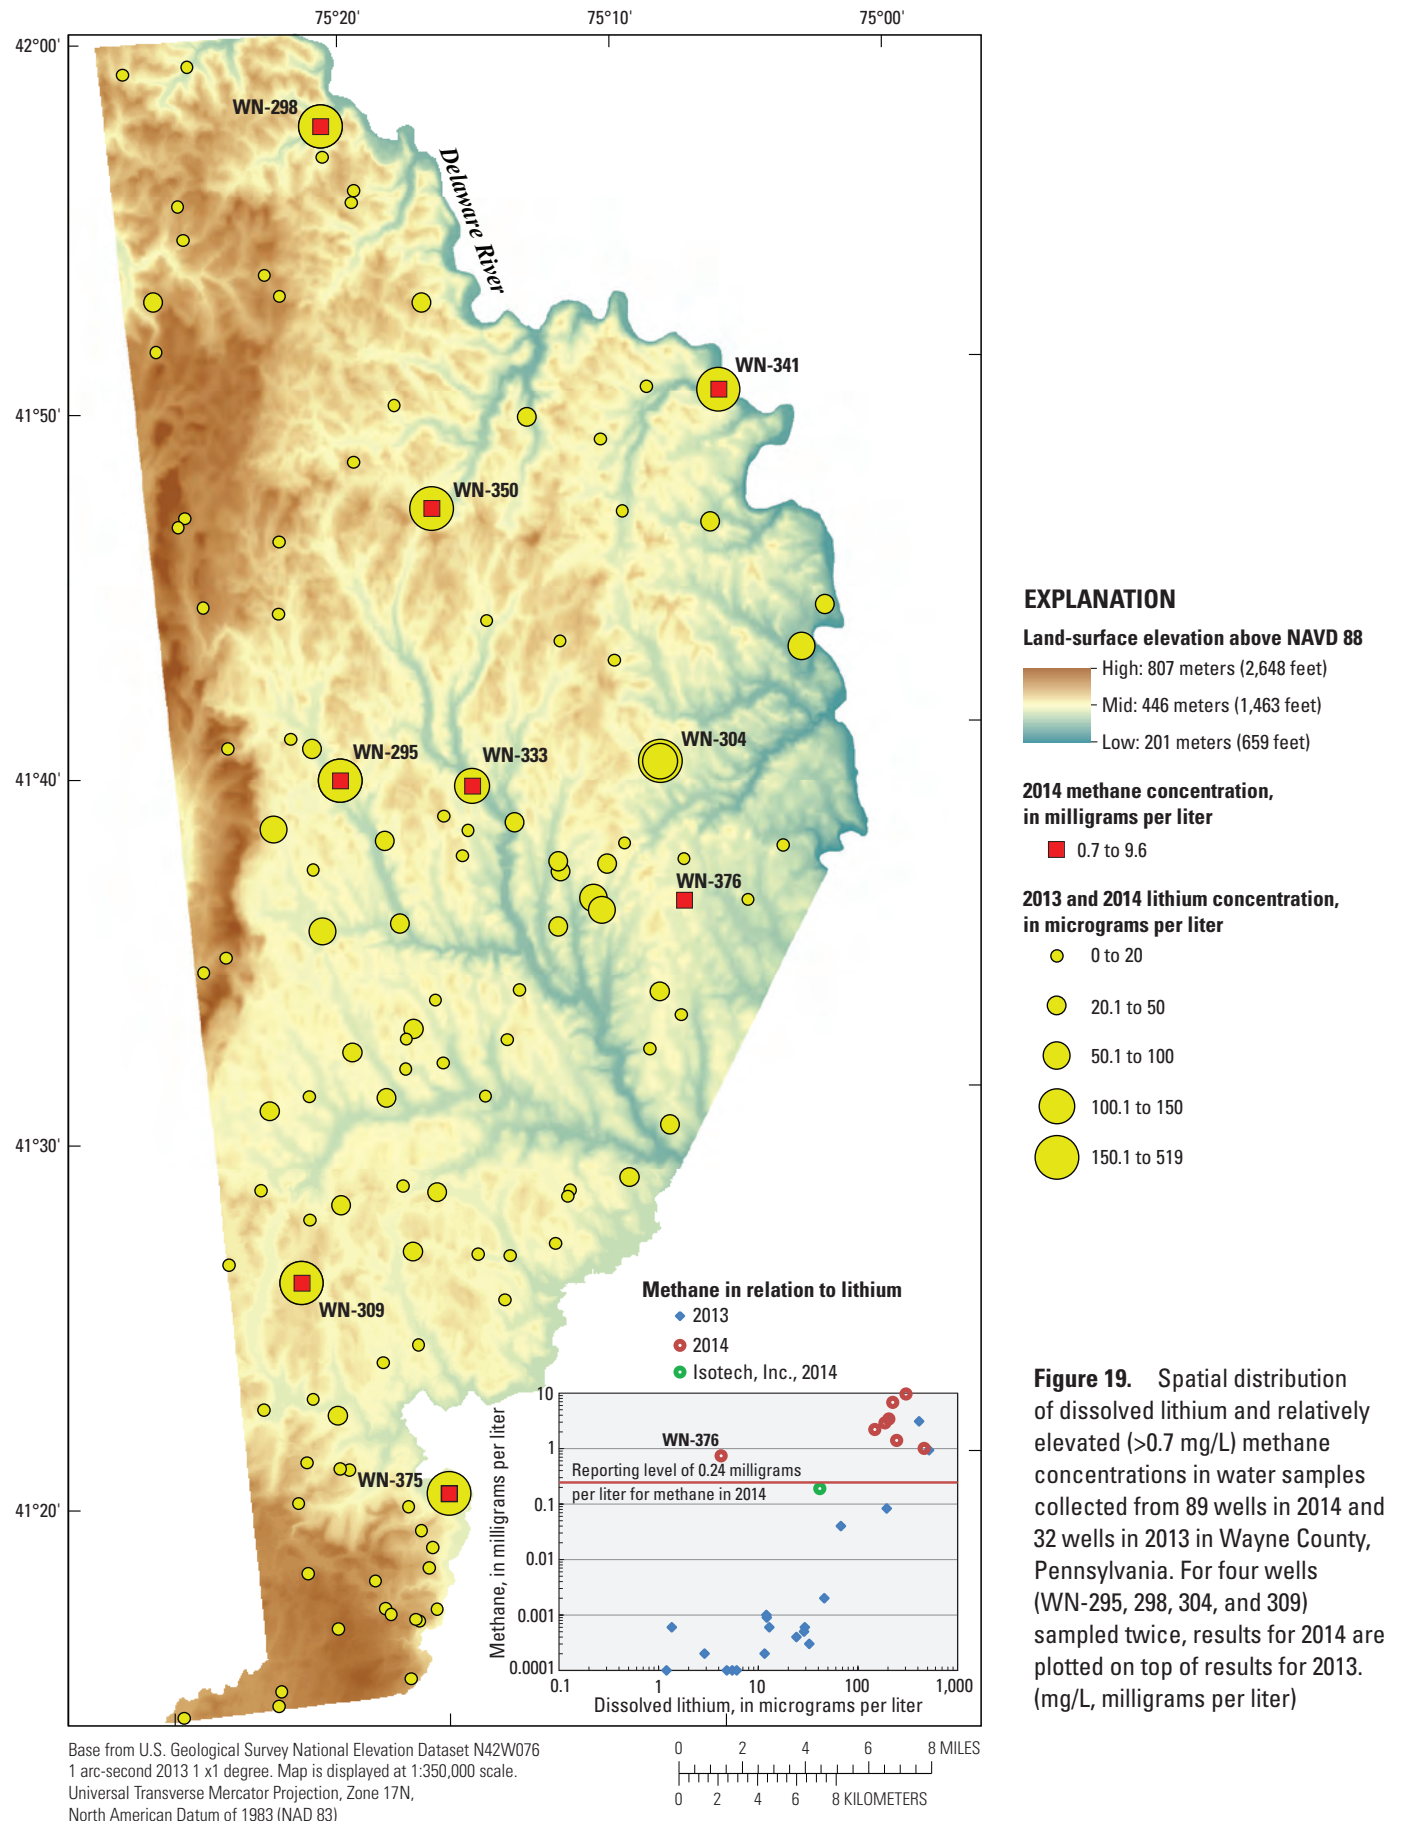 75°20'
75°10'
75°00'
42°00'
WN-298
Delaware River
WN-341
41°50'
WN-350
EXPLANATION
Land-surface elevation above NAVD 88
High: 807 meters (2,648 feet)
Mid: 446 meters (1,463 feet)
Low: 201 meters (659 feet)
WN-304
WN-295
WN-333
41°40'
2014 methane concentration,
in milligrams per liter
0.7 to 9.6
WN-376
2013 and 2014 lithium concentration,
in micrograms per liter
0 to 20
20.1 to 50
50.1 to 100
100.1 to 150
150.1 to 519
41°30'
WN-309
Methane in relation to lithium
2013
2014
Isotech, Inc., 2014
WN-375
41°20'
Methane, in milligrams per liter
10
1
0.1
0.01
0.001
0.0001
WN-376
Reporting level of 0.24 milligrams
per liter for methane in 2014
0.1
1
10
100
1,000
Dissolved lithium, in micrograms per liter
Figure 19. Spatial distribution
of dissolved lithium and relatively
elevated (>0.7 mg/L) methane
concentrations in water samples
collected from 89 wells in 2014 and
32 wells in 2013 in Wayne County,
Pennsylvania. For four wells
(WN-295, 298, 304, and 309)
sampled twice, results for 2014 are
plotted on top of results for 2013.
(mg/L, milligrams per liter)
Base from U.S. Geological Survey National Elevation Dataset N42W076
1 arc-second 2013 1 x1 degree. Map is displayed at 1:350,000 scale.
Universal Transverse Mercator Projection, Zone 17N,
North American Datum of 1983 (NAD 83)
0 2 4 6 8 MILES
0 2 4 6 8 KILOMETERS